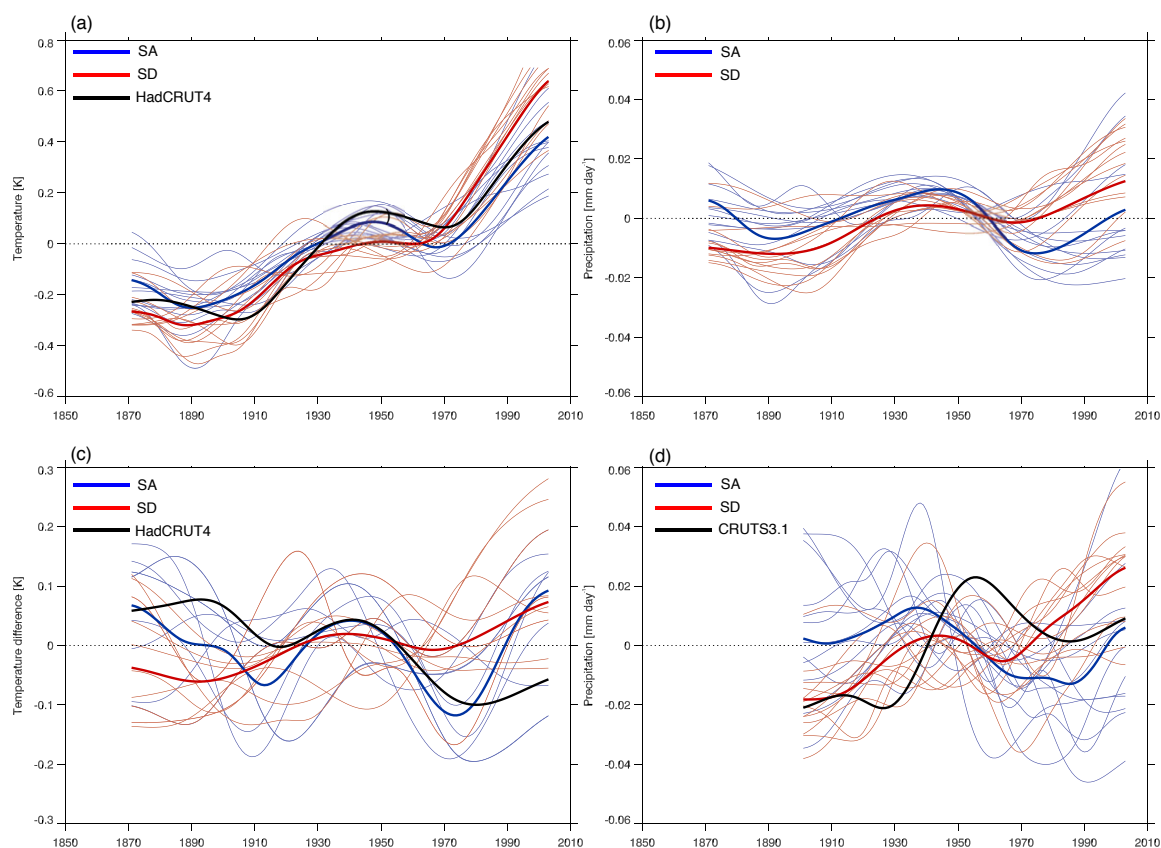 (a)
0.8
0.6
0.4
0.2
0
-0.2
-0.4
-0.6
Temperature [K]
SA
SD
HadCRUT4
1850 1870 1890 1910 1930 1950 1970 1990 2010
(b)
0.06
0.04
0.02
0
-0.02
-0.04
-0.06
Precipitation [mm day⁻¹]
SA
SD
1850 1870 1890 1910 1930 1950 1970 1990 2010
(c)
0.3
0.2
0.1
0
-0.1
-0.2
-0.3
Temperature difference [K]
SA
SD
HadCRUT4
1850 1870 1890 1910 1930 1950 1970 1990 2010
(d)
0.06
0.04
0.02
0
-0.02
-0.04
-0.06
Precipitation [mm day⁻¹]
SA
SD
CRUTS3.1
1850 1870 1890 1910 1930 1950 1970 1990 2010